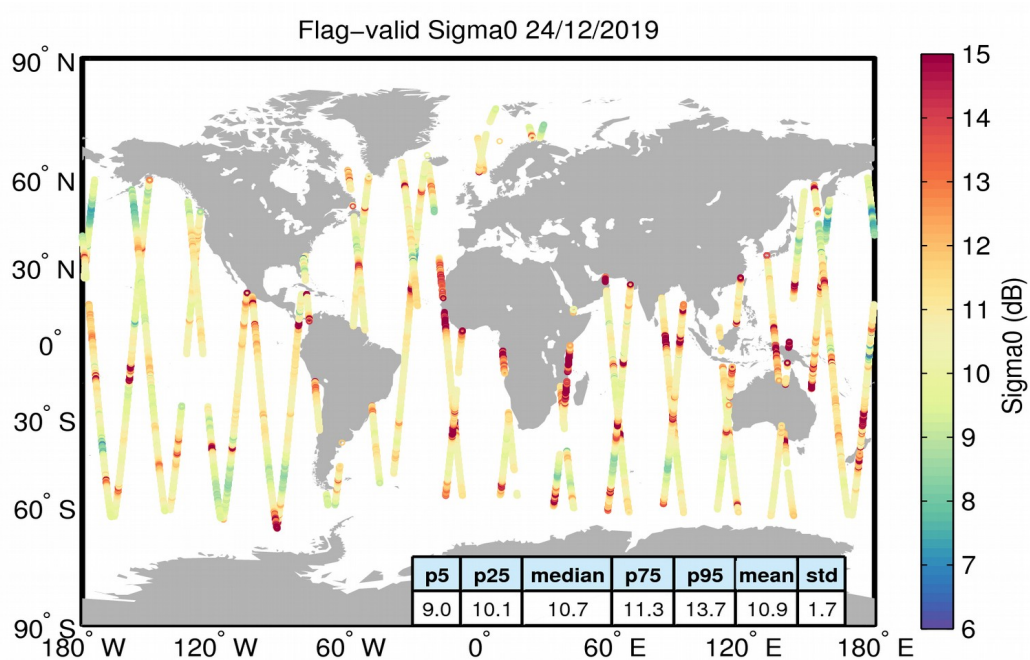 Flag−valid Sigma0 24/12/2019
90° N
60° N
30° N
0°
30° S
60° S
90° S
180° W
120° W
60° W
0°
60° E
120° E
180° E
p5 p25 median p75 p95 mean std
9.0 10.1 10.7 11.3 13.7 10.9 1.7
15
14
13
12
11
10
9
8
7
6
Sigma0 (dB)